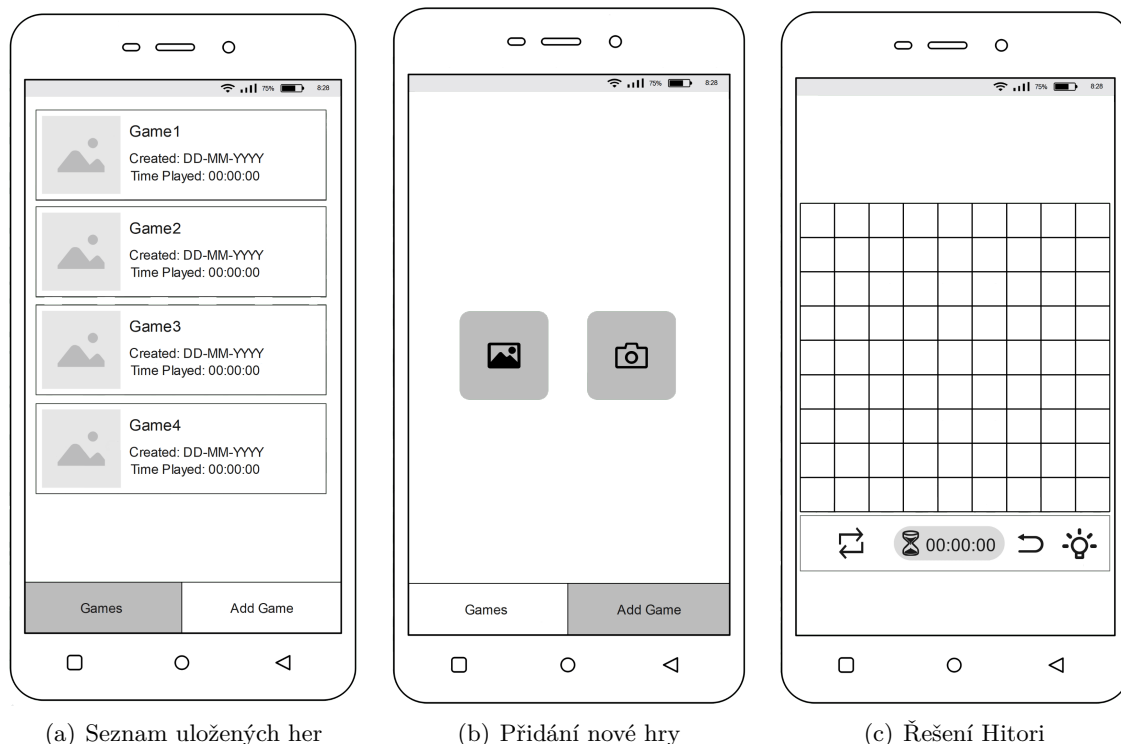 75% 8:28
Game1
Created: DD-MM-YYYY
Time Played: 00:00:00
Game2
Created: DD-MM-YYYY
Time Played: 00:00:00
Game3
Created: DD-MM-YYYY
Time Played: 00:00:00
Game4
Created: DD-MM-YYYY
Time Played: 00:00:00
Games Add Game
(a) Seznam uložených her
75% 8:28
Games Add Game
(b) Přidání nové hry
75% 8:28
00:00:00
(c) Řešení Hitori